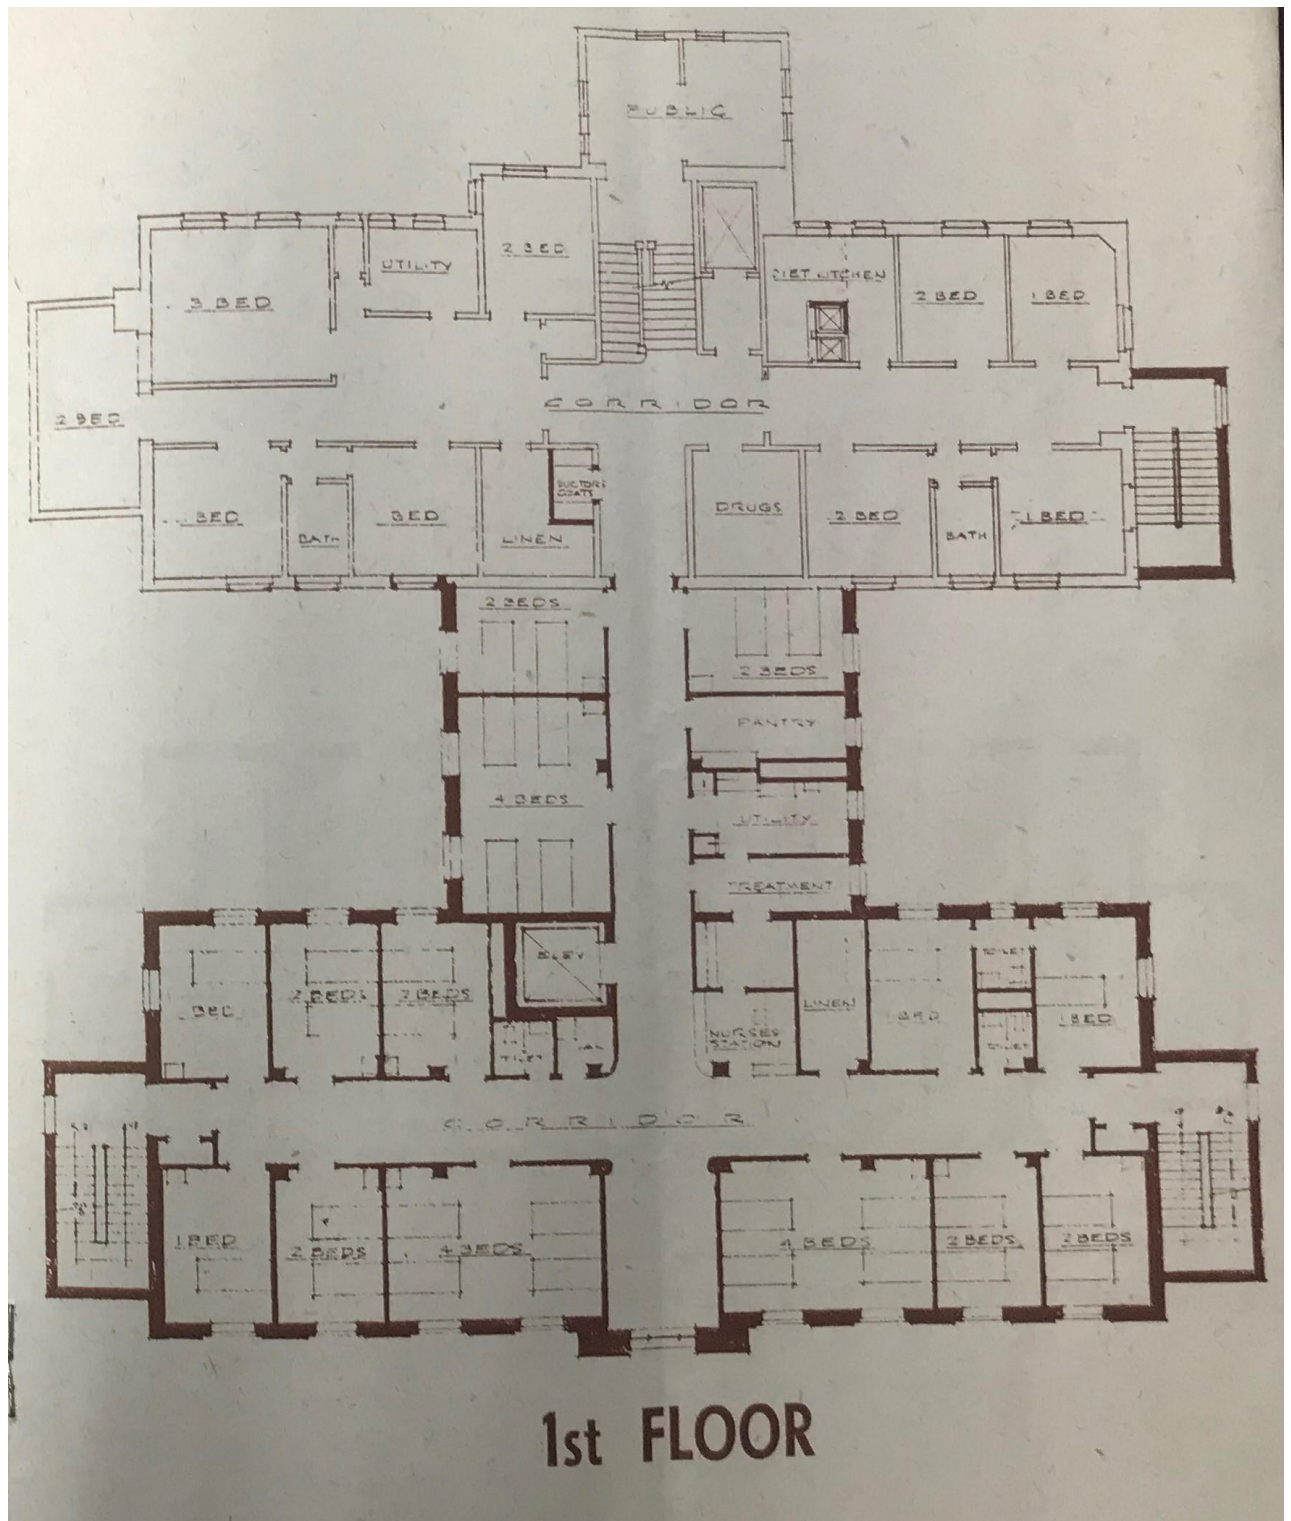 PUBLIC
2 BED
UTILITY
3 BED
DIET KITCHEN
2 BED
1 BED
2 BED
CORRIDOR
BED
BATH
BED
LINEN
DOCTORS
COATS
DRUGS
2 BED
BATH
1 BED
2 BEDS
2 BEDS
PANTRY
4 BEDS
UTILITY
TREATMENT
BED
2 BEDS
2 BEDS
ELEV
NURSES
STATION
LINEN
BED
TOILET
TOILET
1 BED
CORRIDOR
1 BED
2 BEDS
4 BEDS
4 BEDS
2 BEDS
2 BEDS
1st FLOOR